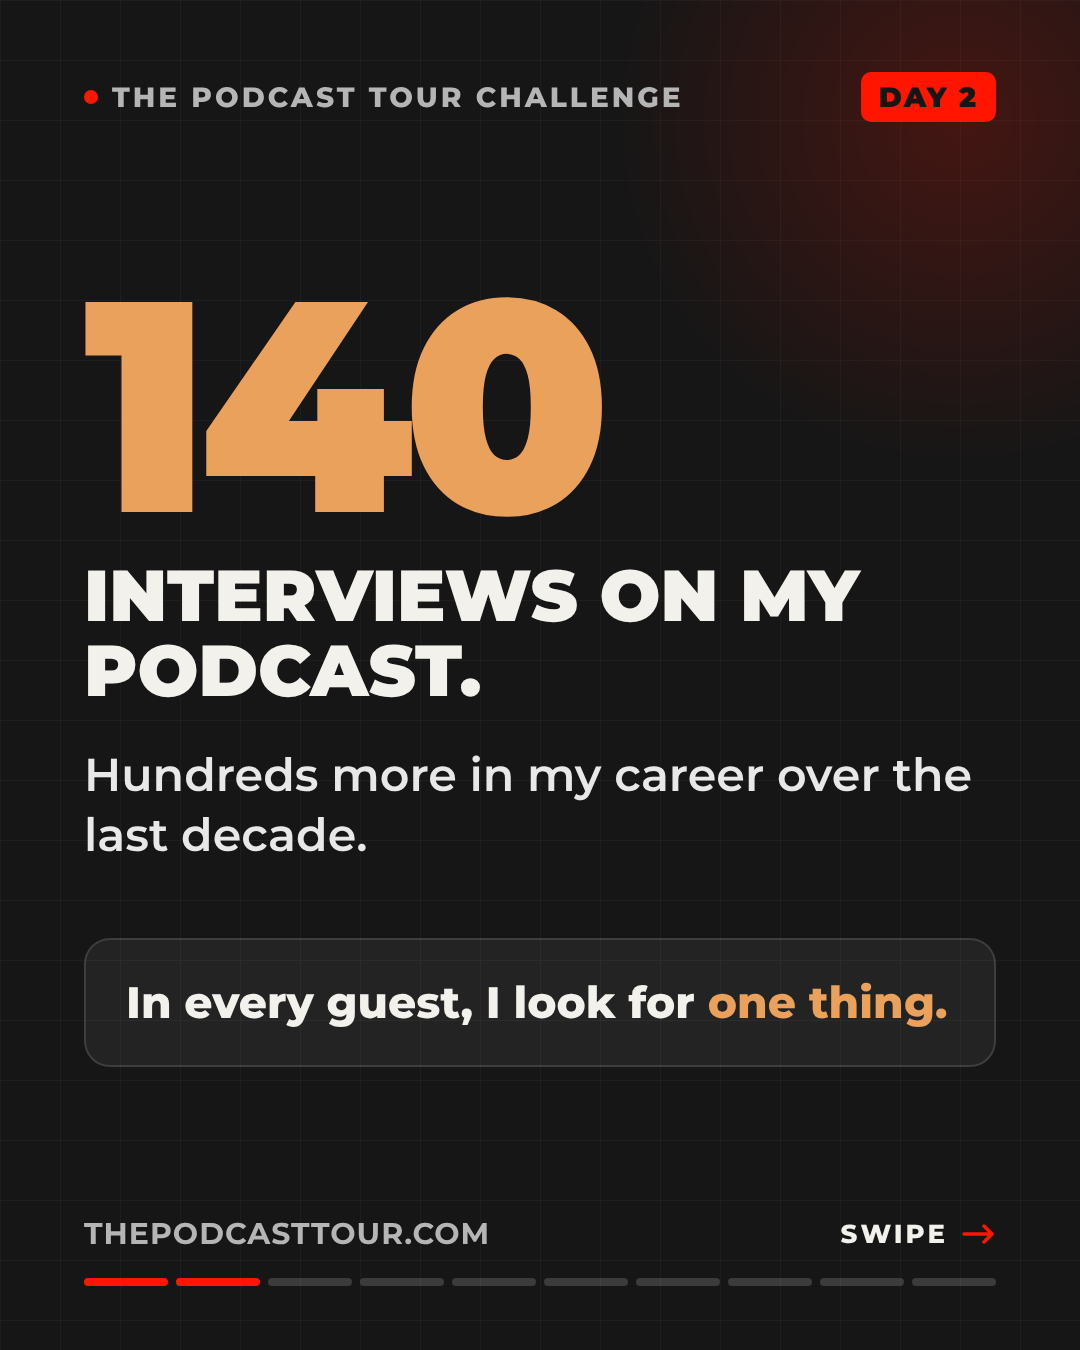 THE PODCAST TOUR CHALLENGE
DAY 2
140
INTERVIEWS ON MY
PODCAST.
Hundreds more in my career over the
last decade.
In every guest, I look for one thing.
THEPODCASTTOUR.COM
SWIPE →